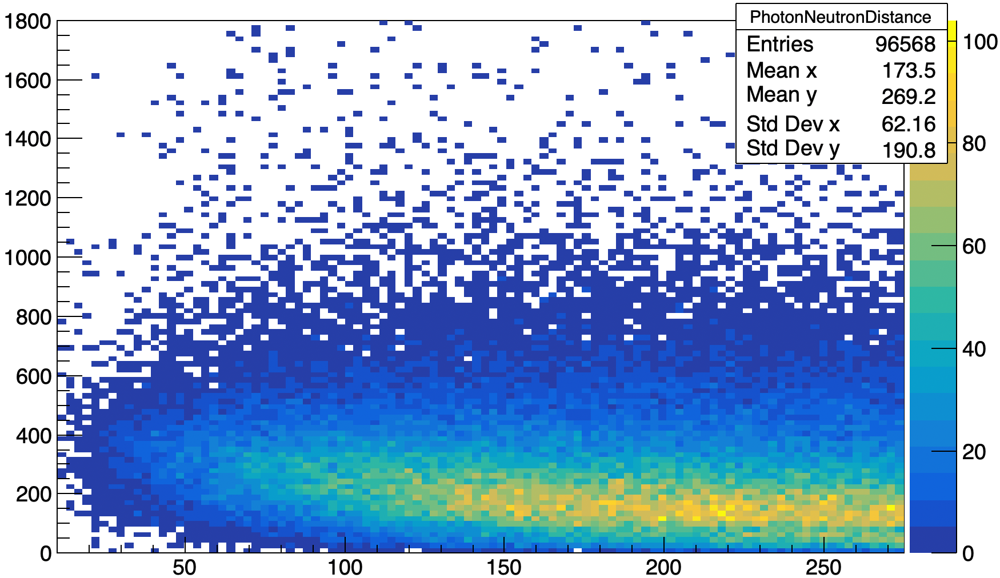 PhotonNeutronDistance
Entries 96568
Mean x 173.5
Mean y 269.2
Std Dev x 62.16
Std Dev y 190.8
1800
1600
1400
1200
1000
800
600
400
200
0
50 100 150 200 250
100
80
60
40
20
0